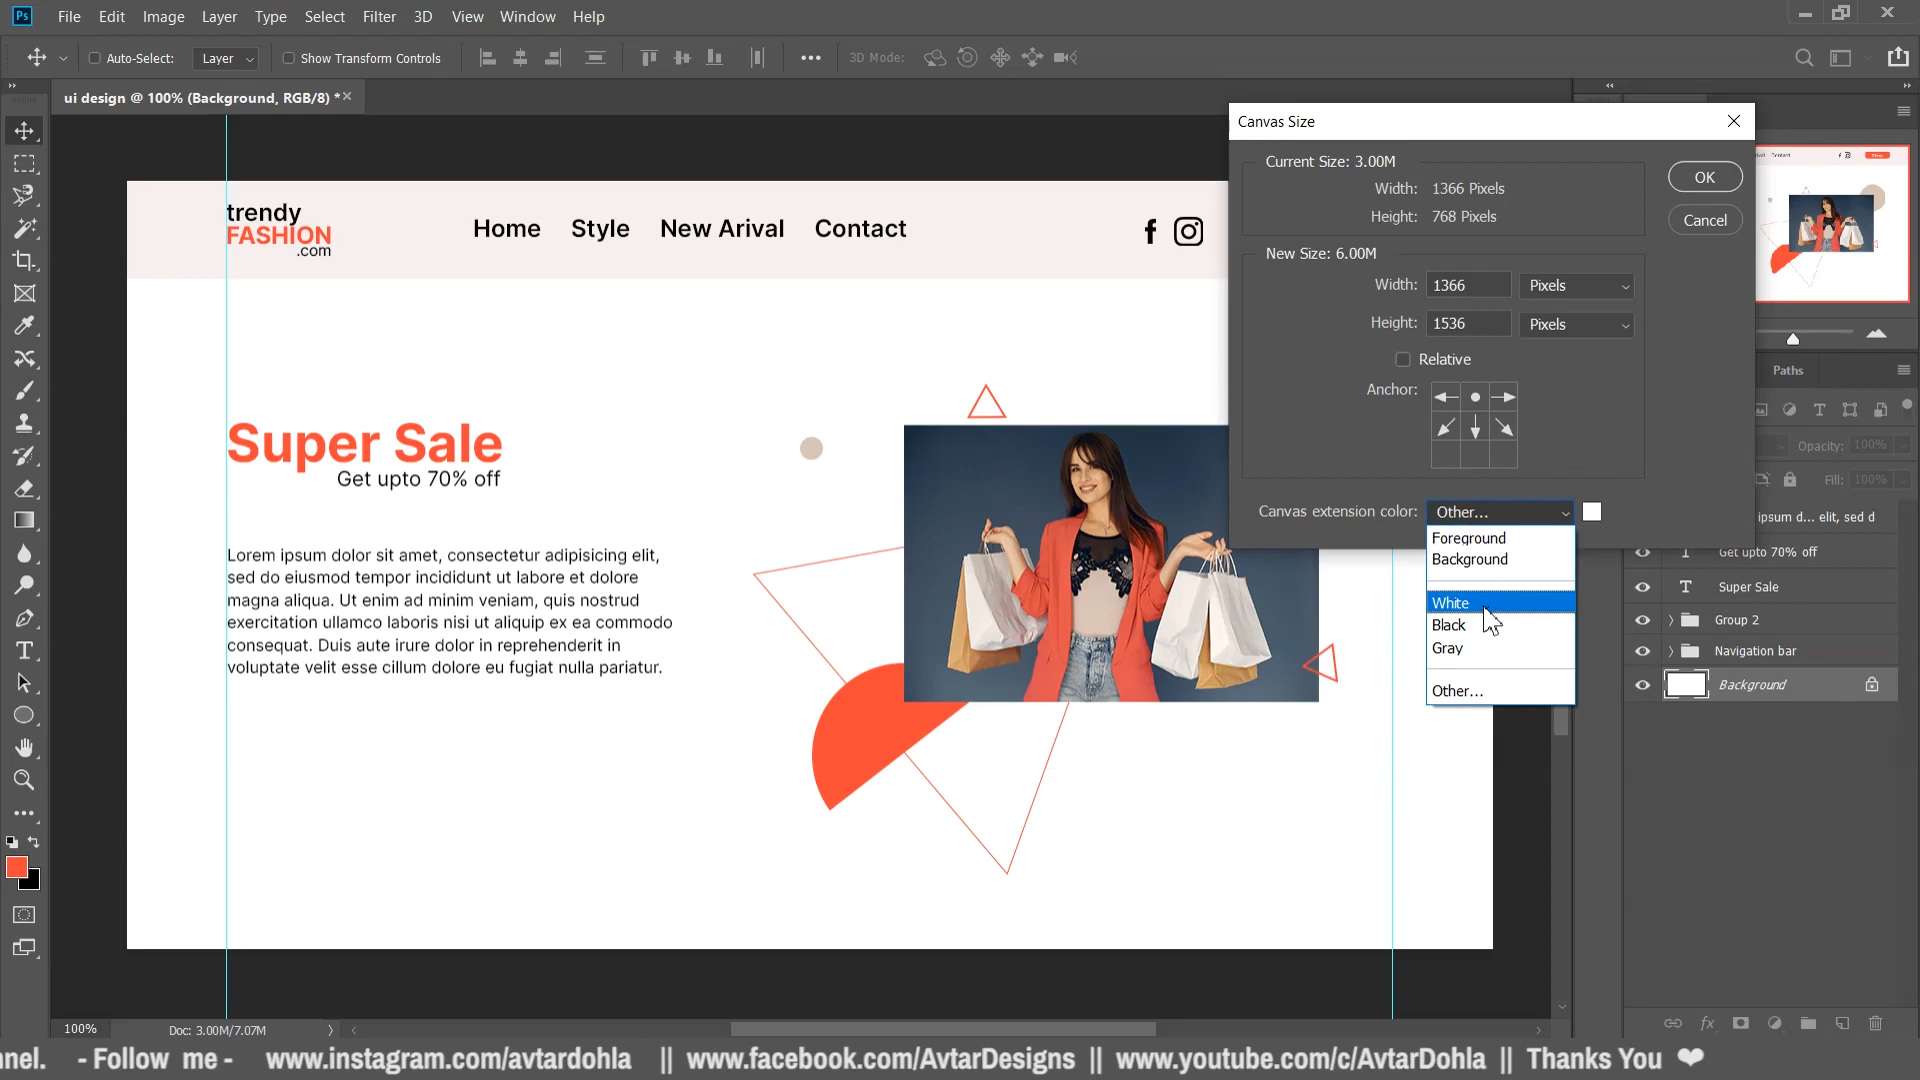 Ps File Edit Image Layer Type Select Filter 3D View Window Help
Auto-Select: Layer Show Transform Controls 3D Mode:
ui design @ 100% (Background, RGB/8) *
trendy
FASHION
.com
Home Style New Arival Contact
Super Sale
Get upto 70% off
Lorem ipsum dolor sit amet, consectetur adipisicing elit,
sed do eiusmod tempor incididunt ut labore et dolore
magna aliqua. Ut enim ad minim veniam, quis nostrud
exercitation ullamco laboris nisi ut aliquip ex ea commodo
consequat. Duis aute irure dolor in reprehenderit in
voluptate velit esse cillum dolore eu fugiat nulla pariatur.
Canvas Size
Current Size: 3.00M
Width: 1366 Pixels
Height: 768 Pixels
OK
Cancel
New Size: 6.00M
Width: 1366 Pixels
Height: 1536 Pixels
Relative
Anchor:
Canvas extension color: Other...
Foreground
Background
White
Black
Gray
Other...
Contact
Paths
Opacity: 100%
Fill: 100%
ipsum d... elit, sed d
Get upto 70% off
Super Sale
Group 2
Navigation bar
Background
fx
100% Doc: 3.00M/7.07M
nnel. - Follow me - www.instagram.com/avtardohla || www.facebook.com/AvtarDesigns || www.youtube.com/c/AvtarDohla || Thanks You ❤